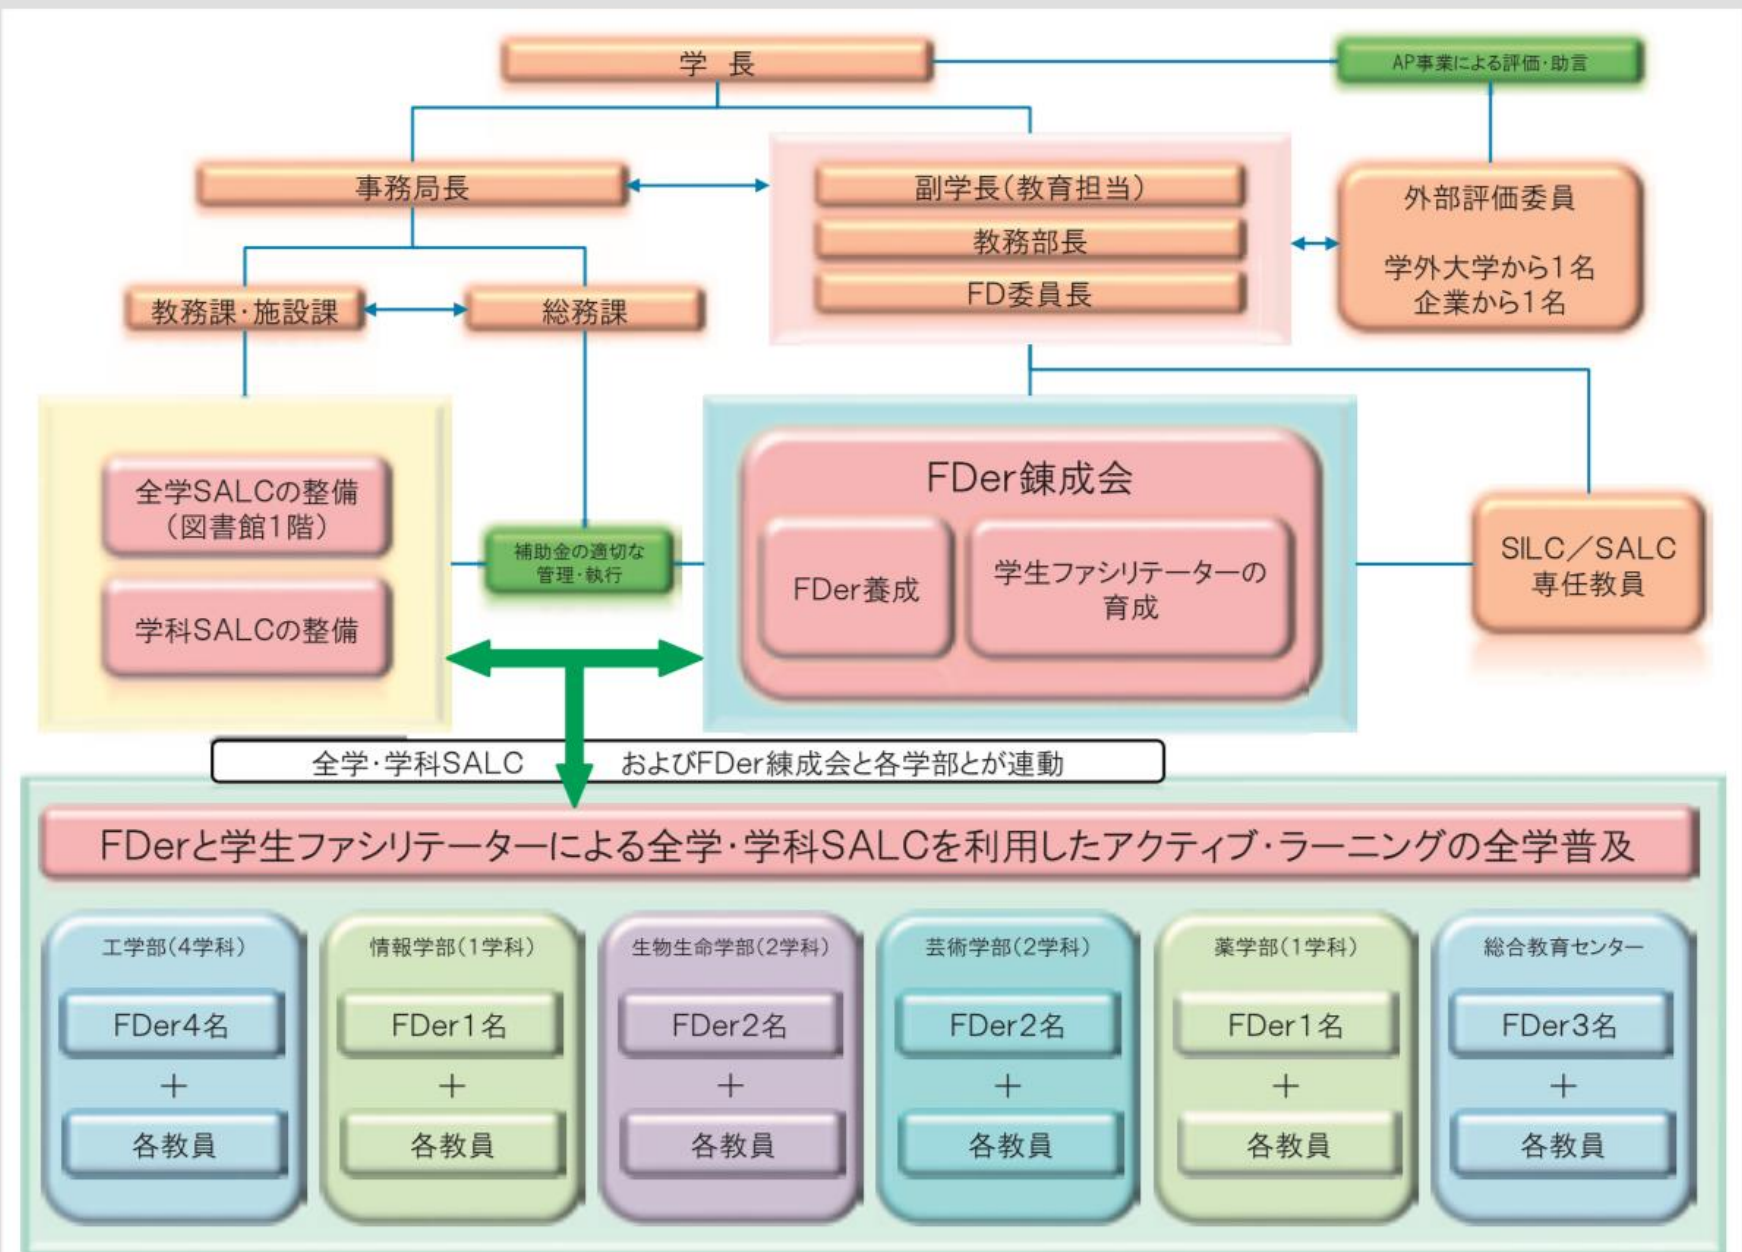 学 長
AP事業による評価・助言
事務局長
副学長(教育担当)
教務部長
FD委員長
外部評価委員
学外大学から1名
企業から1名
教務課・施設課
総務課
全学SALCの整備
(図書館1階)
学科SALCの整備
補助金の適切な
管理・執行
FDer錬成会
FDer養成
学生ファシリテーターの
育成
SILC/SALC
専任教員
全学・学科SALC およびFDer練成会と各学部とが連動
FDerと学生ファシリテーターによる全学・学科SALCを利用したアクティブ・ラーニングの全学普及
工学部(4学科)
FDer4名
+
各教員
情報学部(1学科)
FDer1名
+
各教員
生物生命学部(2学科)
FDer2名
+
各教員
芸術学部(2学科)
FDer2名
+
各教員
薬学部(1学科)
FDer1名
+
各教員
総合教育センター
FDer3名
+
各教員